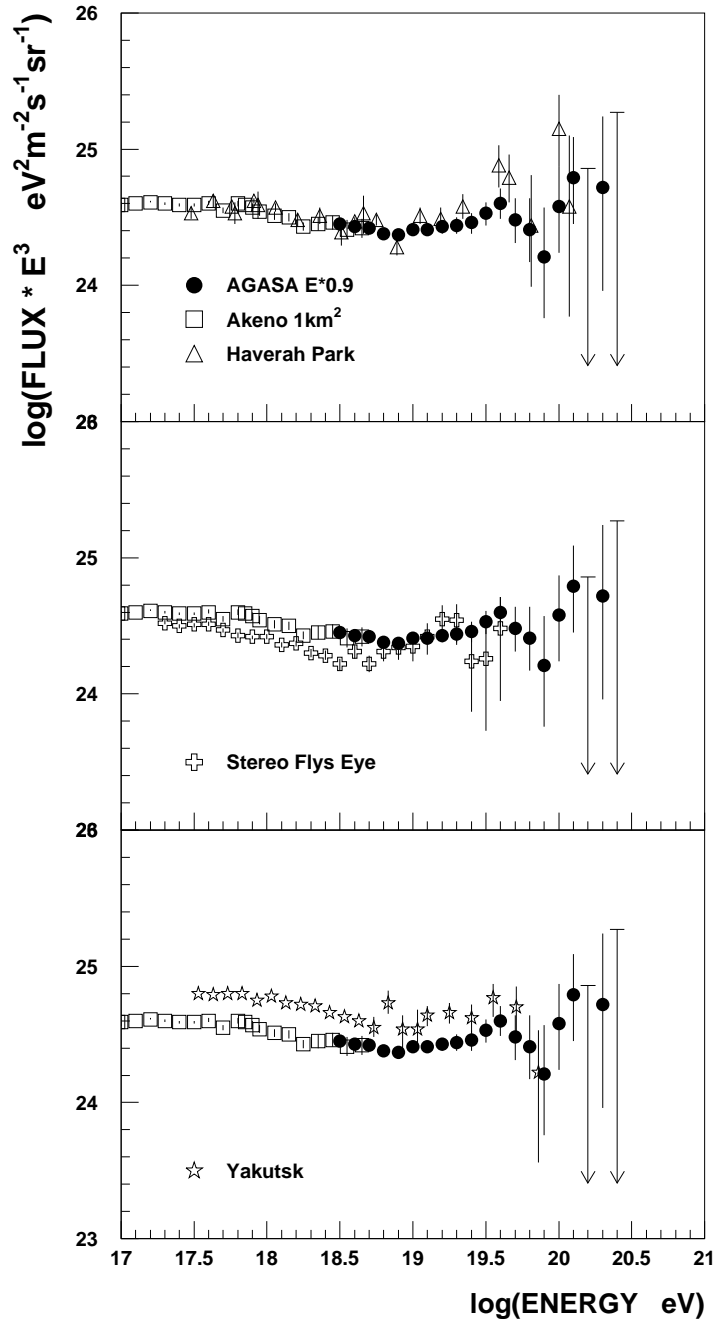 log(FLUX * E³ eV²m⁻²s⁻¹sr⁻¹)
26
25
24
AGASA E*0.9
Akeno 1km²
Haverah Park
25
24
Stereo Flys Eye
25
24
Yakutsk
23
17 17.5 18 18.5 19 19.5 20 20.5 21
log(ENERGY eV)